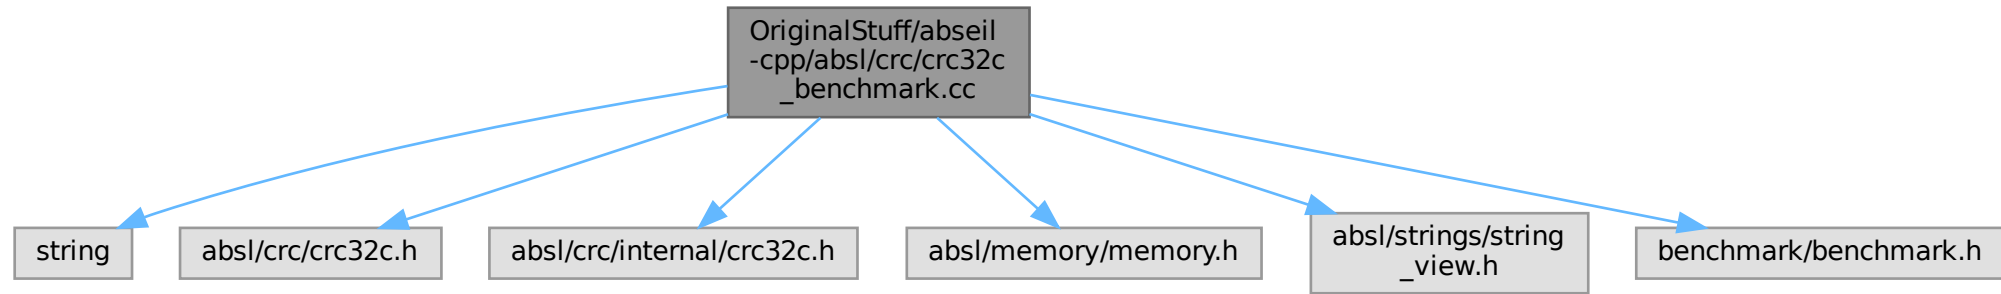 OriginalStuff/abseil
-cpp/absl/crc/crc32c
_benchmark.cc
string
absl/crc/crc32c.h
absl/crc/internal/crc32c.h
absl/memory/memory.h
absl/strings/string
_view.h
benchmark/benchmark.h